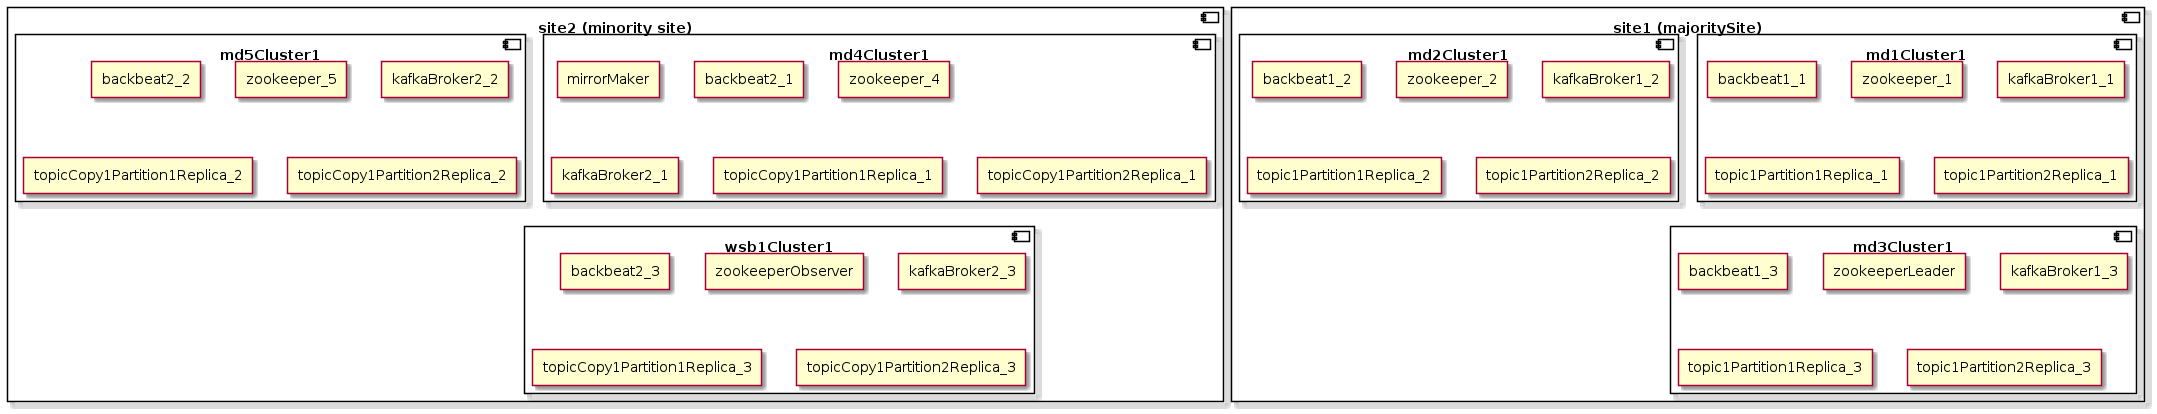 site2 (minority site)
md5Cluster1
backbeat2_2
zookeeper_5
kafkaBroker2_2
topicCopy1Partition1Replica_2
topicCopy1Partition2Replica_2
md4Cluster1
mirrorMaker
backbeat2_1
zookeeper_4
kafkaBroker2_1
topicCopy1Partition1Replica_1
topicCopy1Partition2Replica_1
wsb1Cluster1
backbeat2_3
zookeeperObserver
kafkaBroker2_3
topicCopy1Partition1Replica_3
topicCopy1Partition2Replica_3
site1 (majoritySite)
md2Cluster1
backbeat1_2
zookeeper_2
kafkaBroker1_2
topic1Partition1Replica_2
topic1Partition2Replica_2
md1Cluster1
backbeat1_1
zookeeper_1
kafkaBroker1_1
topic1Partition1Replica_1
topic1Partition2Replica_1
md3Cluster1
backbeat1_3
zookeeperLeader
kafkaBroker1_3
topic1Partition1Replica_3
topic1Partition2Replica_3